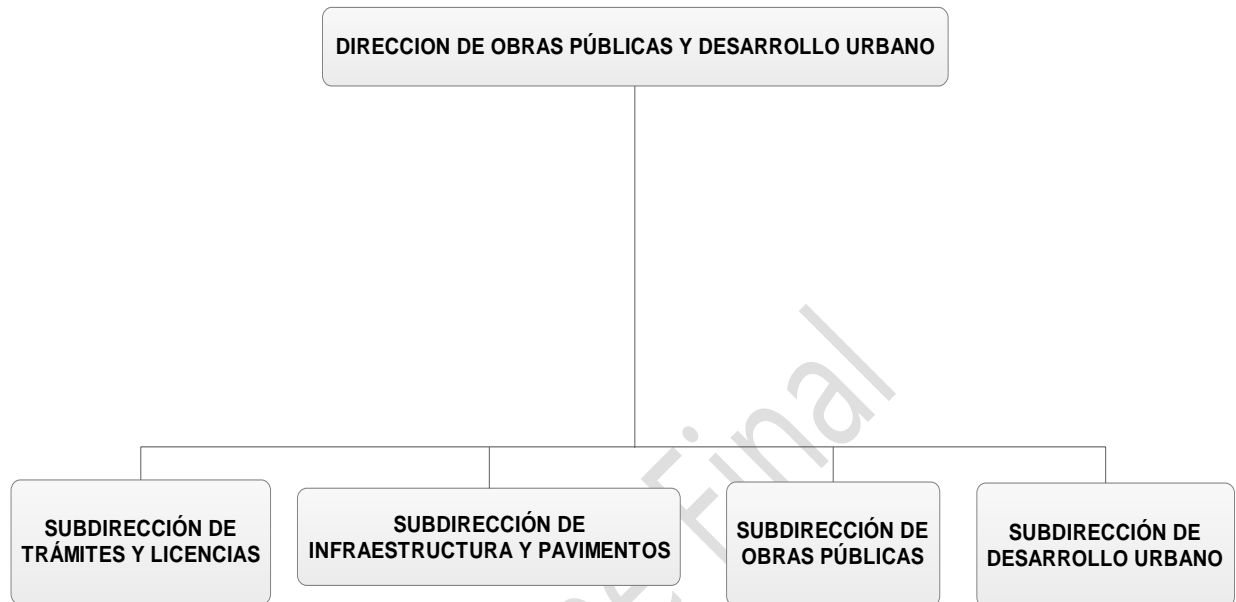 DIRECCION DE OBRAS PÚBLICAS Y DESARROLLO URBANO
SUBDIRECCIÓN DE
TRÁMITES Y LICENCIAS
SUBDIRECCIÓN DE
INFRAESTRUCTURA Y PAVIMENTOS
SUBDIRECCIÓN DE
OBRAS PÚBLICAS
SUBDIRECCIÓN DE
DESARROLLO URBANO
Final